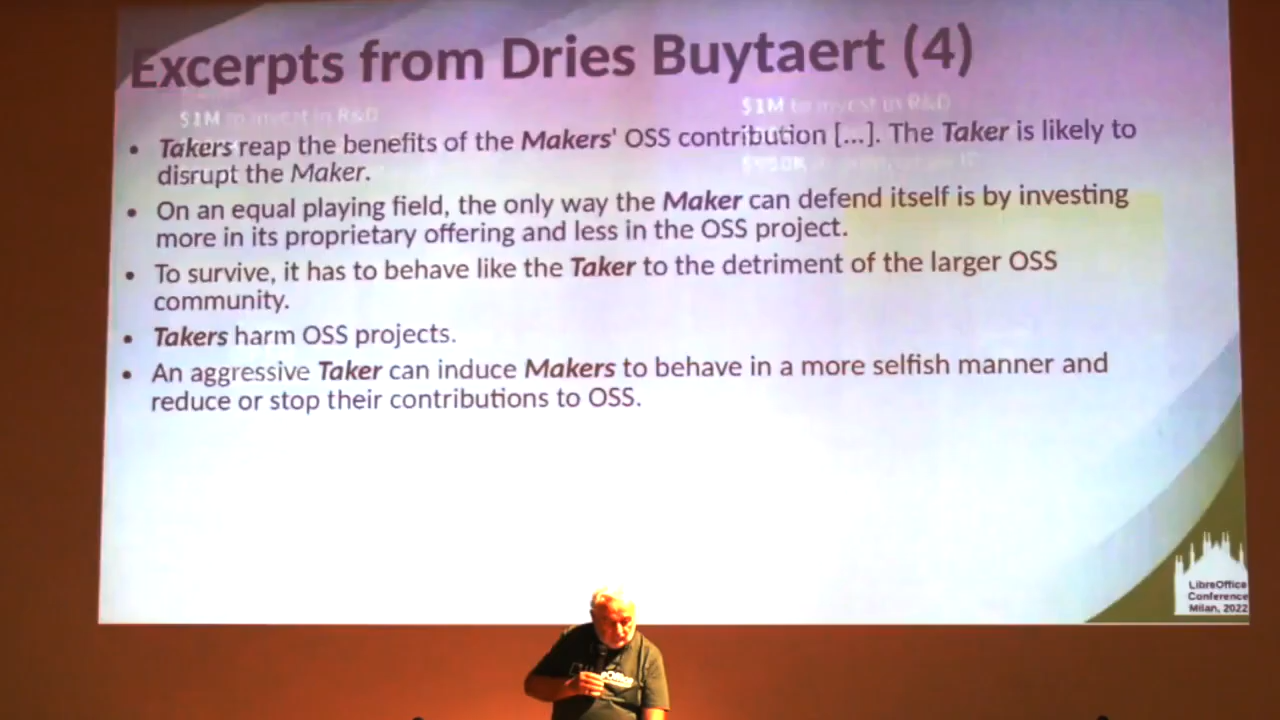 Excerpts from Dries Buytaert (4)
$1M to invest in R&D
$1M to invest in R&D
• Takers reap the benefits of the Makers' OSS contribution [...]. The Taker is likely to
disrupt the Maker.
• On an equal playing field, the only way the Maker can defend itself is by investing
more in its proprietary offering and less in the OSS project.
• To survive, it has to behave like the Taker to the detriment of the larger OSS
community.
• Takers harm OSS projects.
• An aggressive Taker can induce Makers to behave in a more selfish manner and
reduce or stop their contributions to OSS.
LibreOffice
Conference
Milan, 2022